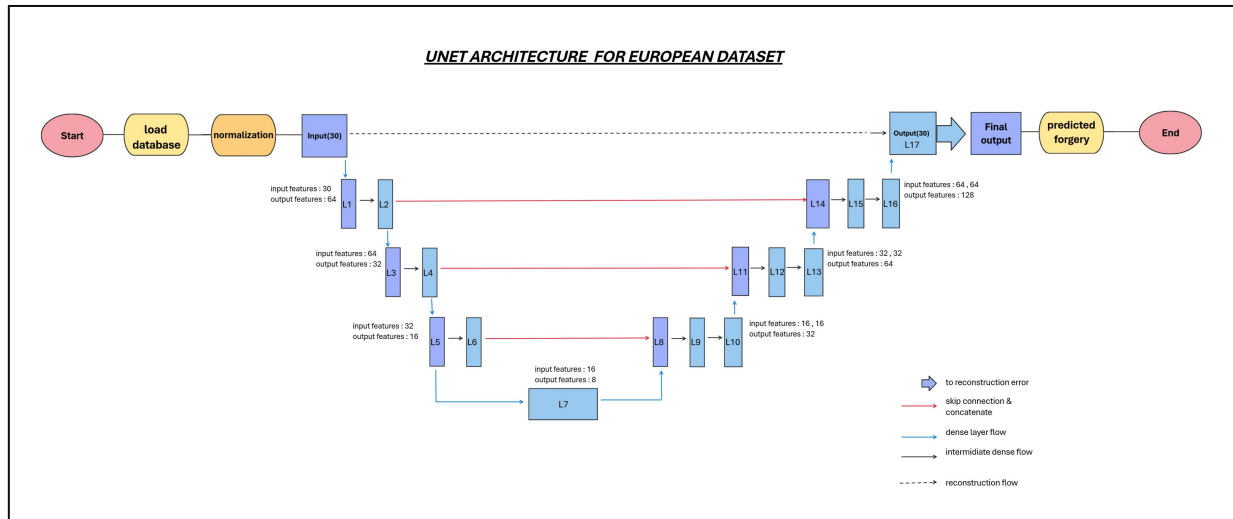 UNET ARCHITECTURE FOR EUROPEAN DATASET
Start
load
database
normalization
Input(30)
Output(30)
L17
Final
output
predicted
forgery
End
input features : 30
output features : 64
L1
L2
L14
L15
L16
input features : 64 , 64
output features : 128
input features : 64
output features : 32
L3
L4
L11
L12
L13
input features : 32 , 32
output features : 64
input features : 32
output features : 16
L5
L6
L8
L9
L10
input features : 16 , 16
output features : 32
input features : 16
output features : 8
L7
to reconstruction error
skip connection &
concatenate
dense layer flow
intermidiate dense flow
reconstruction flow